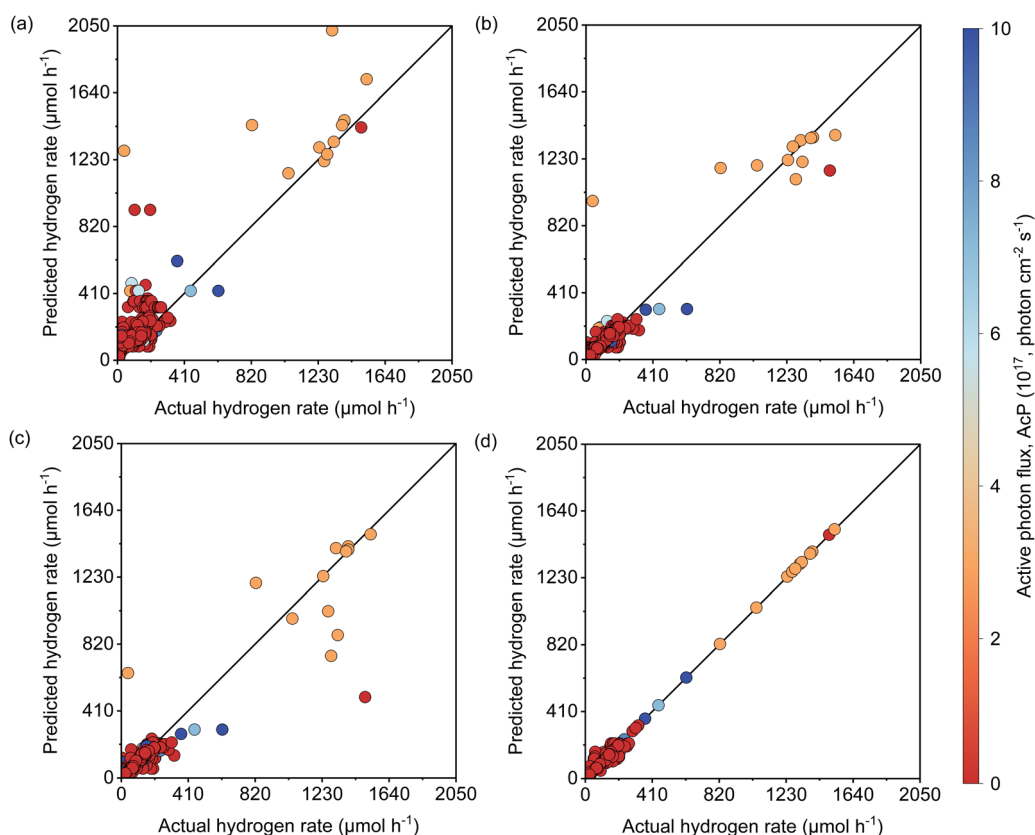 (a)
2050
1640
1230
820
410
0
Predicted hydrogen rate (μmol h⁻¹)
0 410 820 1230 1640 2050
Actual hydrogen rate (μmol h⁻¹)
(b)
2050
1640
1230
820
410
0
Predicted hydrogen rate (μmol h⁻¹)
0 410 820 1230 1640 2050
Actual hydrogen rate (μmol h⁻¹)
(c)
2050
1640
1230
820
410
0
Predicted hydrogen rate (μmol h⁻¹)
0 410 820 1230 1640 2050
Actual hydrogen rate (μmol h⁻¹)
(d)
2050
1640
1230
820
410
0
Predicted hydrogen rate (μmol h⁻¹)
0 410 820 1230 1640 2050
Actual hydrogen rate (μmol h⁻¹)
10
8
6
4
2
0
Active photon flux, AcP (10¹⁷, photon cm⁻² s⁻¹)